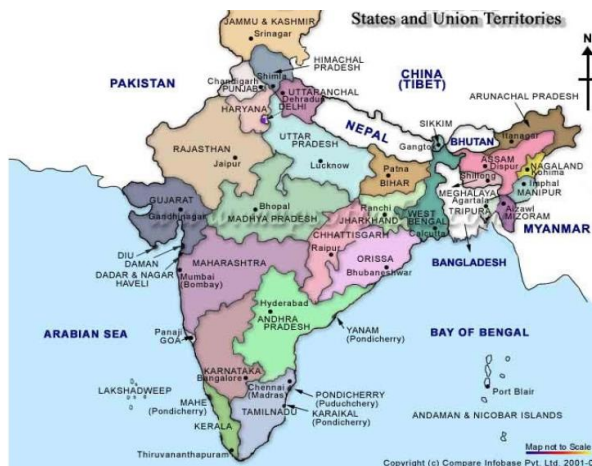 States and Union Territories
N
JAMMU & KASHMIR
Srinagar
HIMACHAL
PRADESH
Shimla
Chandigarh
PUNJAB
PAKISTAN
CHINA
(TIBET)
UTTARANCHAL
Dehradun
HARYANA
DELHI
ARUNACHAL PRADESH
Itanagar
SIKKIM
Gangtok
NEPAL
BHUTAN
RAJASTHAN
Jaipur
UTTAR
PRADESH
Lucknow
ASSAM
Dispur
NAGALAND
Kohima
Shillong
MEGHALAYA
Imphal
MANIPUR
Patna
BIHAR
Agartala
TRIPURA
Aizawl
MIZORAM
MYANMAR
GUJARAT
Gandhinagar
Bhopal
MADHYA PRADESH
Ranchi
JHARKHAND
WEST
BENGAL
Calcutta
BANGLADESH
CHHATTISGARH
Raipur
ORISSA
Bhubaneshwar
DIU
DAMAN
DADAR & NAGAR
HAVELI
MAHARASHTRA
Mumbai
(Bombay)
Hyderabad
ANDHRA
PRADESH
YANAM
(Pondicherry)
ARABIAN SEA
BAY OF BENGAL
Panaji
GOA
KARNATAKA
Bangalore
Chennai
(Madras)
PONDICHERRY
(Puduchchery)
KARAIKAL
(Pondicherry)
LAKSHADWEEP
MAHE
(Pondicherry)
TAMILNADU
KERALA
Thiruvananthapuram
Port Blair
ANDAMAN & NICOBAR ISLANDS
Map not to Scale
Copyright (c) Compare Infobase Pvt. Ltd. 2001-0